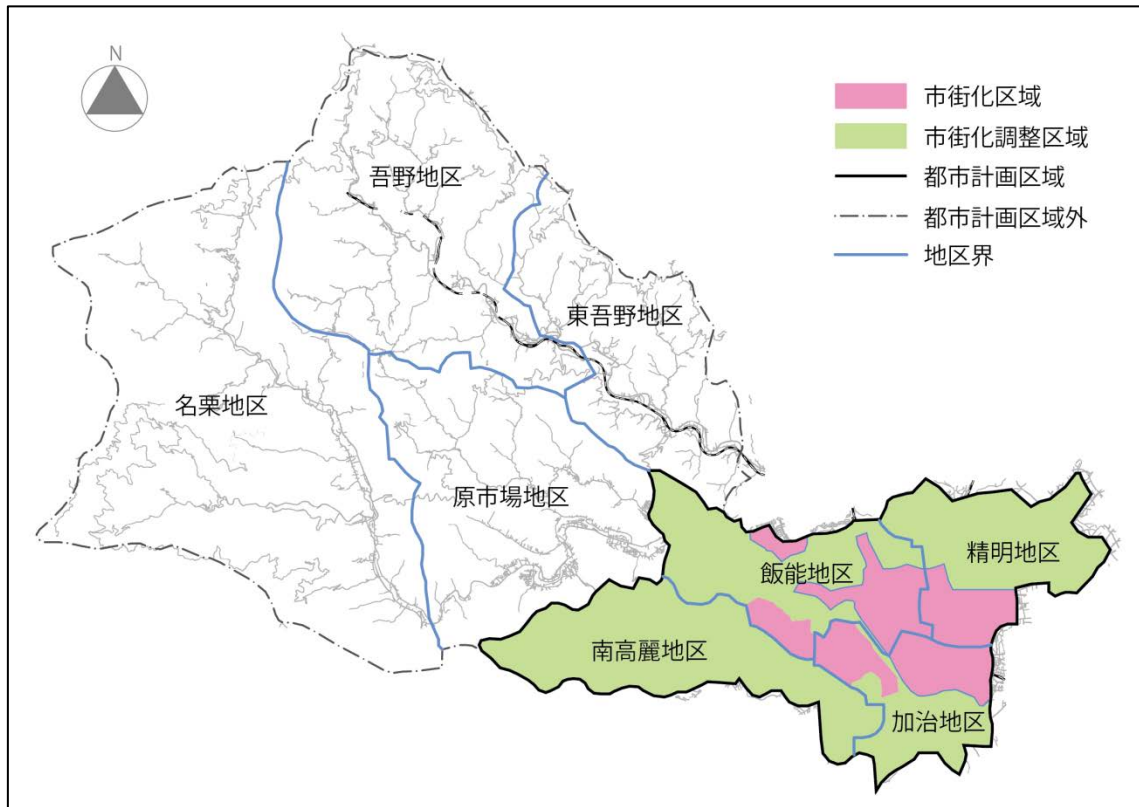 N
市街化区域
市街化調整区域
都市計画区域
都市計画区域外
地区界
吾野地区
東吾野地区
名栗地区
原市場地区
飯能地区
精明地区
南高麗地区
加治地区